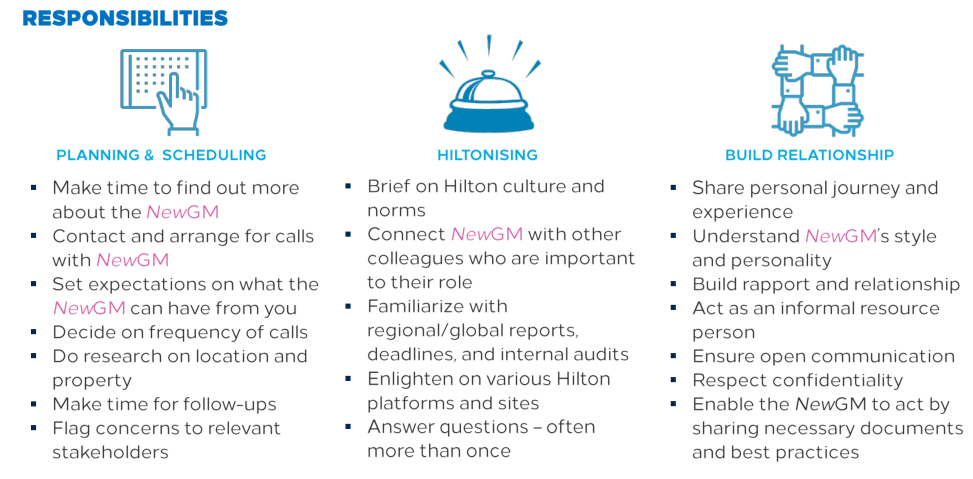 RESPONSIBILITIES
PLANNING & SCHEDULING
▪ Make time to find out more
about the NewGM
▪ Contact and arrange for calls
with NewGM
▪ Set expectations on what the
NewGM can have from you
▪ Decide on frequency of calls
▪ Do research on location and
property
▪ Make time for follow-ups
▪ Flag concerns to relevant
stakeholders
HILTONISING
▪ Brief on Hilton culture and
norms
▪ Connect NewGM with other
colleagues who are important
to their role
▪ Familiarize with
regional/global reports,
deadlines, and internal audits
▪ Enlighten on various Hilton
platforms and sites
▪ Answer questions – often
more than once
BUILD RELATIONSHIP
▪ Share personal journey and
experience
▪ Understand NewGM's style
and personality
▪ Build rapport and relationship
▪ Act as an informal resource
person
▪ Ensure open communication
▪ Respect confidentiality
▪ Enable the NewGM to act by
sharing necessary documents
and best practices